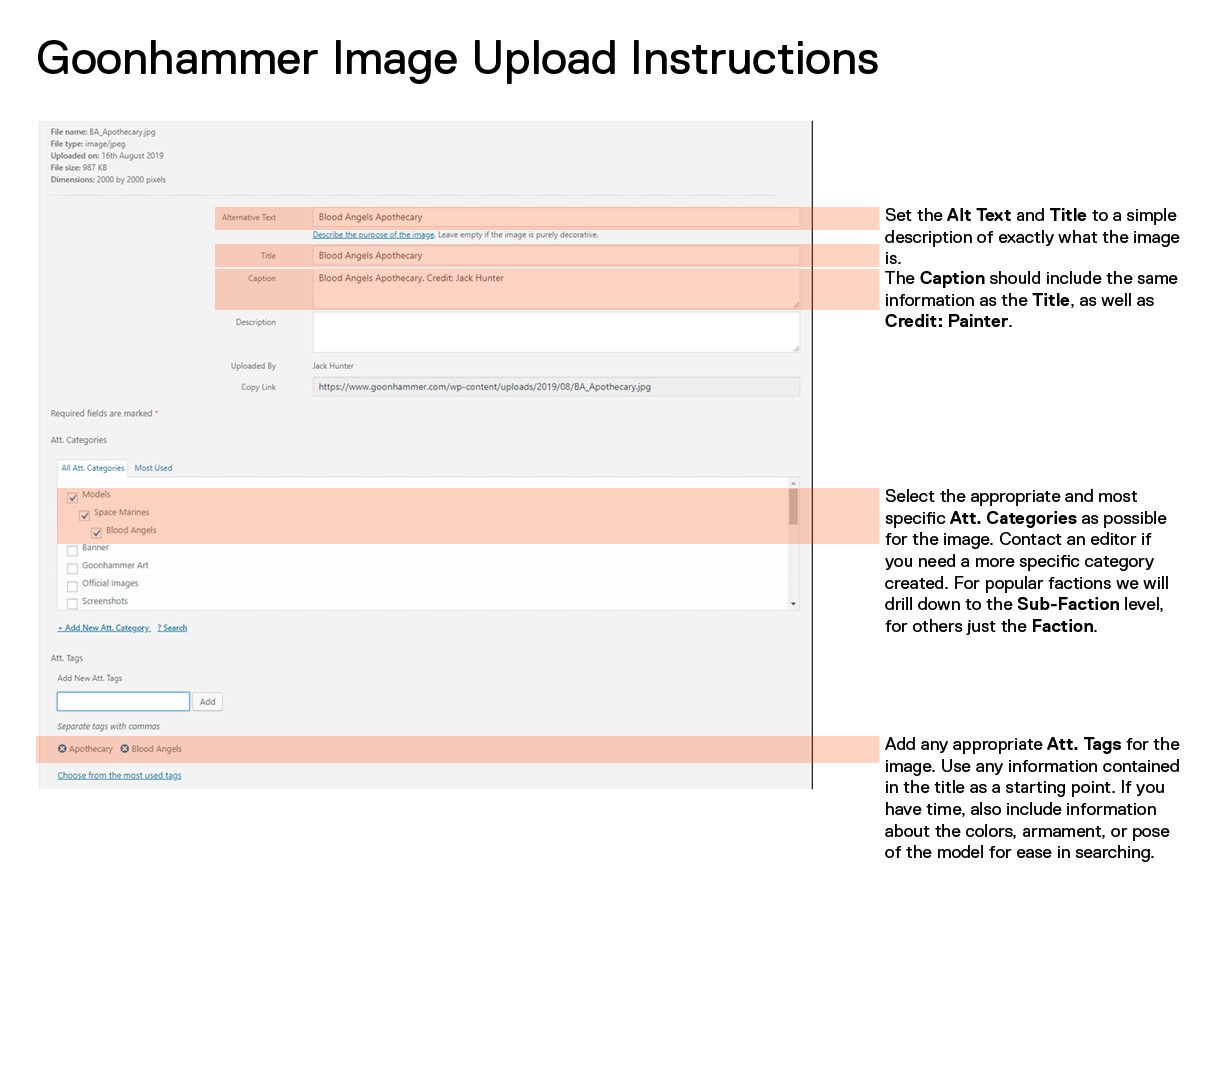 Goonhammer Image Upload Instructions
File name: BA_Apothecary.jpg
File type: image/jpeg
Uploaded on: 16th August 2019
File size: 987 KB
Dimensions: 2000 by 2000 pixels
Alternative Text
Blood Angels Apothecary
Describe the purpose of the image. Leave empty if the image is purely decorative.
Title
Blood Angels Apothecary
Caption
Blood Angels Apothecary. Credit: Jack Hunter
Description
Uploaded By
Jack Hunter
Copy Link
https://www.goonhammer.com/wp-content/uploads/2019/08/BA_Apothecary.jpg
Required fields are marked *
Att. Categories
All Att. Categories
Most Used
Models
Space Marines
Blood Angels
Banner
Goonhammer Art
Official Images
Screenshots
+ Add New Att. Category
? Search
Att. Tags
Add New Att. Tags
Add
Separate tags with commas
Apothecary
Blood Angels
Choose from the most used tags
Set the Alt Text and Title to a simple
description of exactly what the image
is.
The Caption should include the same
information as the Title, as well as
Credit: Painter.
Select the appropriate and most
specific Att. Categories as possible
for the image. Contact an editor if
you need a more specific category
created. For popular factions we will
drill down to the Sub-Faction level,
for others just the Faction.
Add any appropriate Att. Tags for the
image. Use any information contained
in the title as a starting point. If you
have time, also include information
about the colors, armament, or pose
of the model for ease in searching.